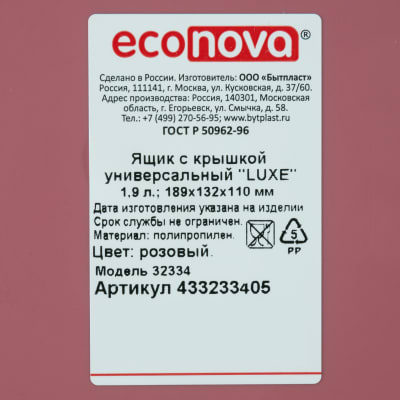 econova®
Сделано в России. Изготовитель: ООО «Бытпласт»
Россия, 111141, г. Москва, ул. Кусковская, д. 37/60.
Адрес производства: Россия, 140301, Московская
область, г. Егорьевск, ул. Смычка, д. 58.
Тел.: +7 (499) 270-56-95; www.bytplast.ru
ГОСТ Р 50962-96
Ящик с крышкой
универсальный "LUXE"
1,9 л.; 189x132x110 мм
Дата изготовления указана на изделии
Срок службы не ограничен.
Материал: полипропилен.
Цвет: розовый.
5
PP
Модель 32334
Артикул 433233405